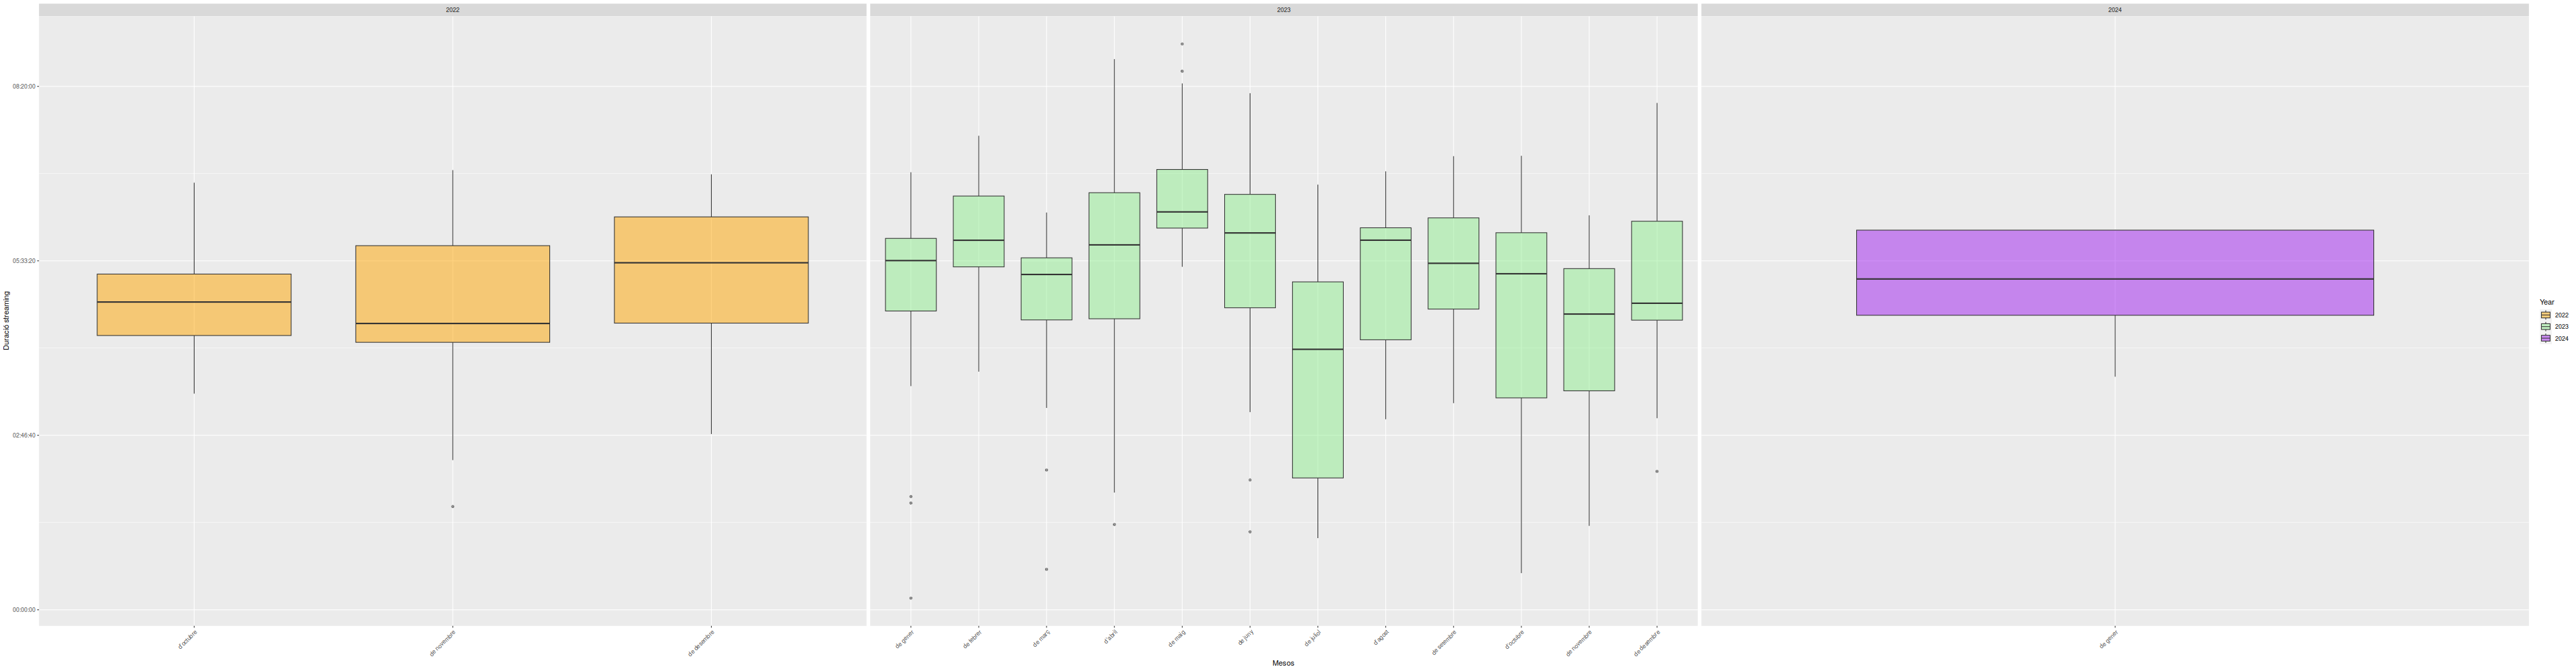 2022
2023
2024
08:20:00
05:33:20
02:46:40
00:00:00
Duració streaming
d'octubre
de novembre
de desembre
de gener
de febrer
de març
d'abril
de maig
de juny
de juliol
d'agost
de setembre
d'octubre
de novembre
de desembre
de gener
Mesos
Year
2022
2023
2024